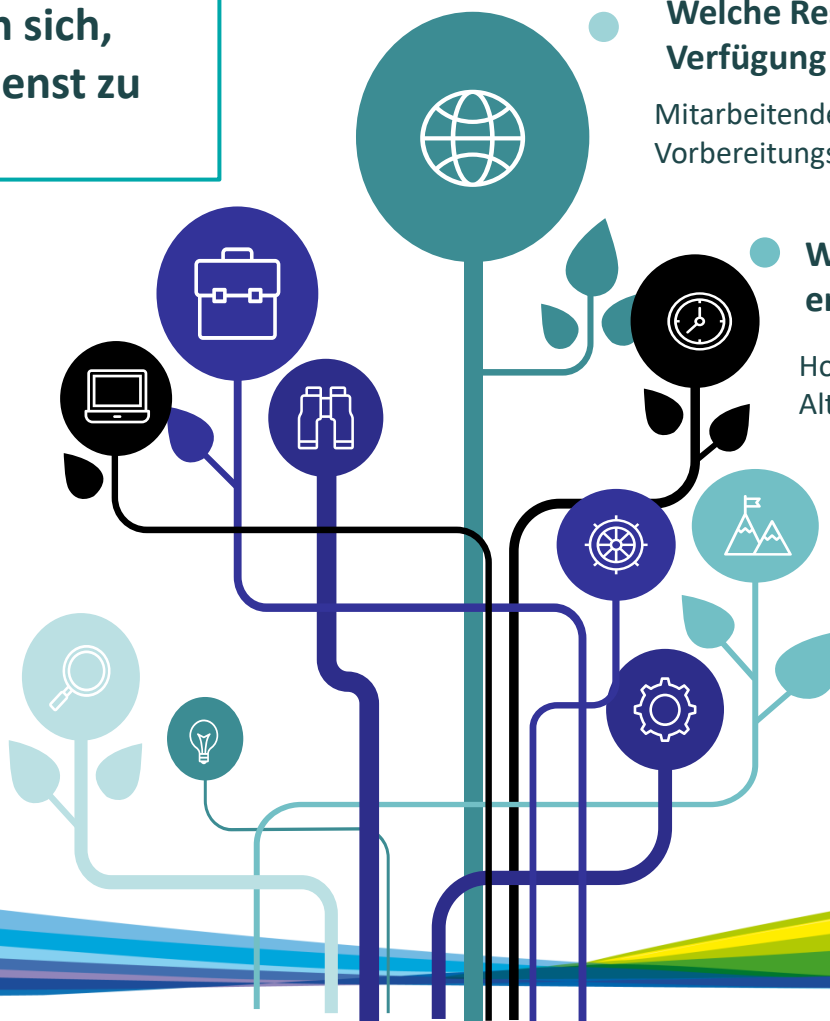 sich,
enst zu
Welche Re
Verfügung
Mitarbeitende
Vorbereitungs
W
er
Ho
Alt